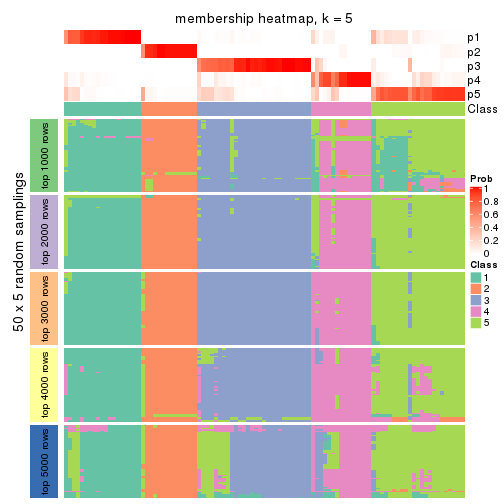 membership heatmap, k = 5
p1
p2
p3
p4
p5
Class
50 x 5 random samplings
top 1000 rows
top 2000 rows
top 3000 rows
top 4000 rows
top 5000 rows
Prob
1
0.8
0.6
0.4
0.2
0
Class
1
2
3
4
5